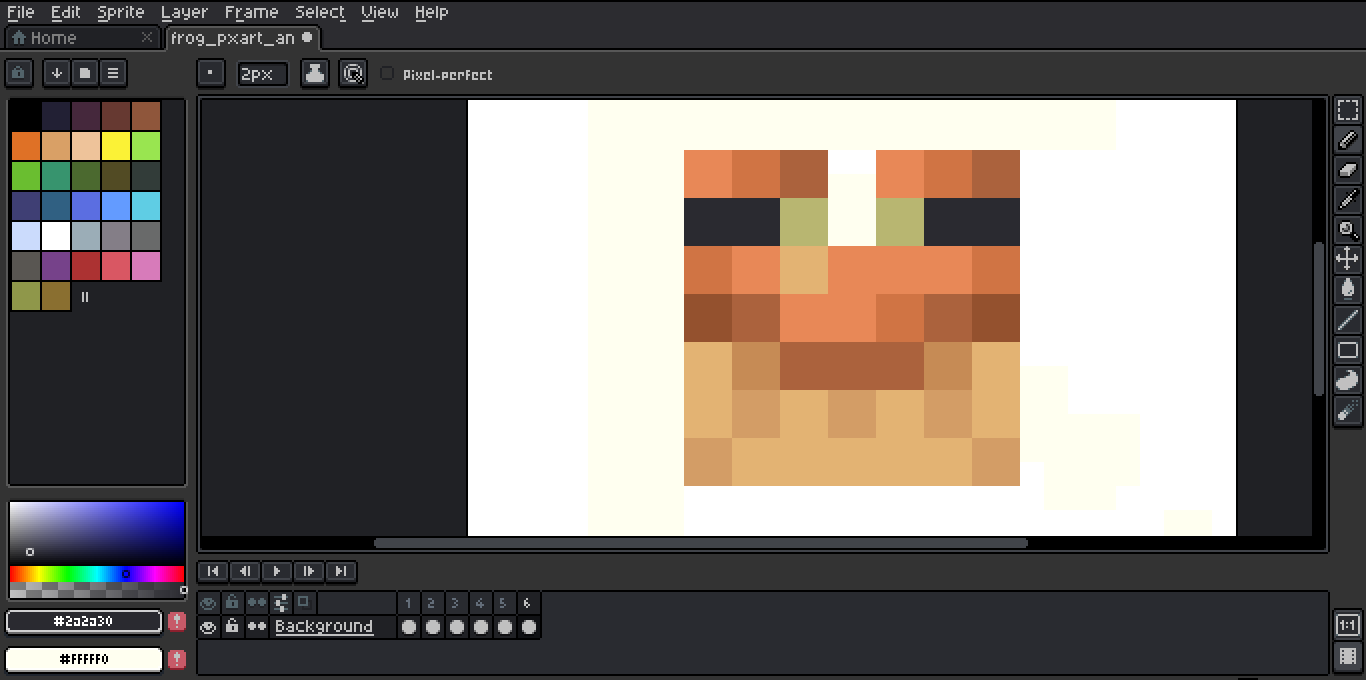 File Edit Sprite Layer Frame Select View Help
Home frog_pxart_an
2px Pixel-perfect
#2a2a30
#fffff0
1 2 3 4 5 6
Background
1:1